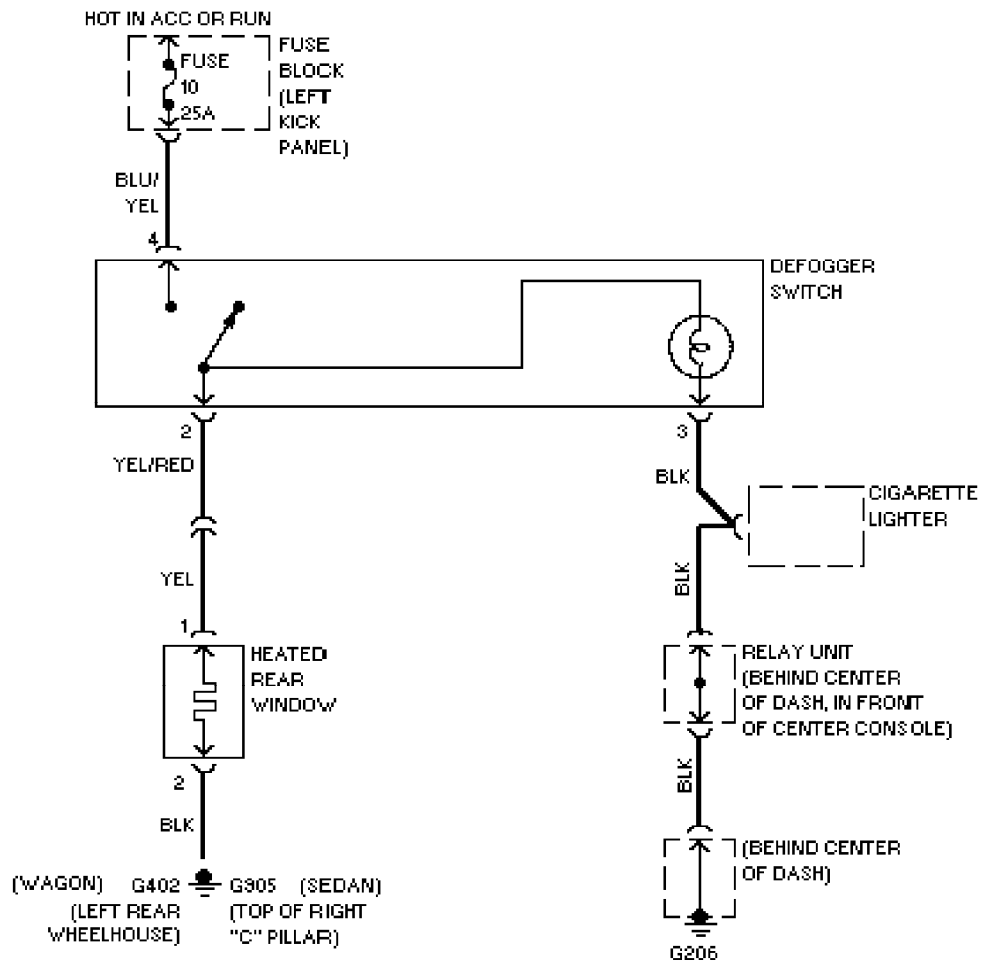 HOT IN ACC OR RUN
FUSE
10
25A
FUSE
BLOCK
(LEFT
KICK
PANEL)
BLU/
YEL
4
DEFOGGER
SWITCH
2
3
YEL/RED
BLK
CIGARETTE
LIGHTER
YEL
BLK
1
HEATED
REAR
WINDOW
RELAY UNIT
(BEHIND CENTER
OF DASH, IN FRONT
OF CENTER CONSOLE)
2
BLK
BLK
(BEHIND CENTER
OF DASH)
(WAGON) G402 G905 (SEDAN)
(LEFT REAR
WHEELHOUSE)
(TOP OF RIGHT
"C" PILLAR)
G206